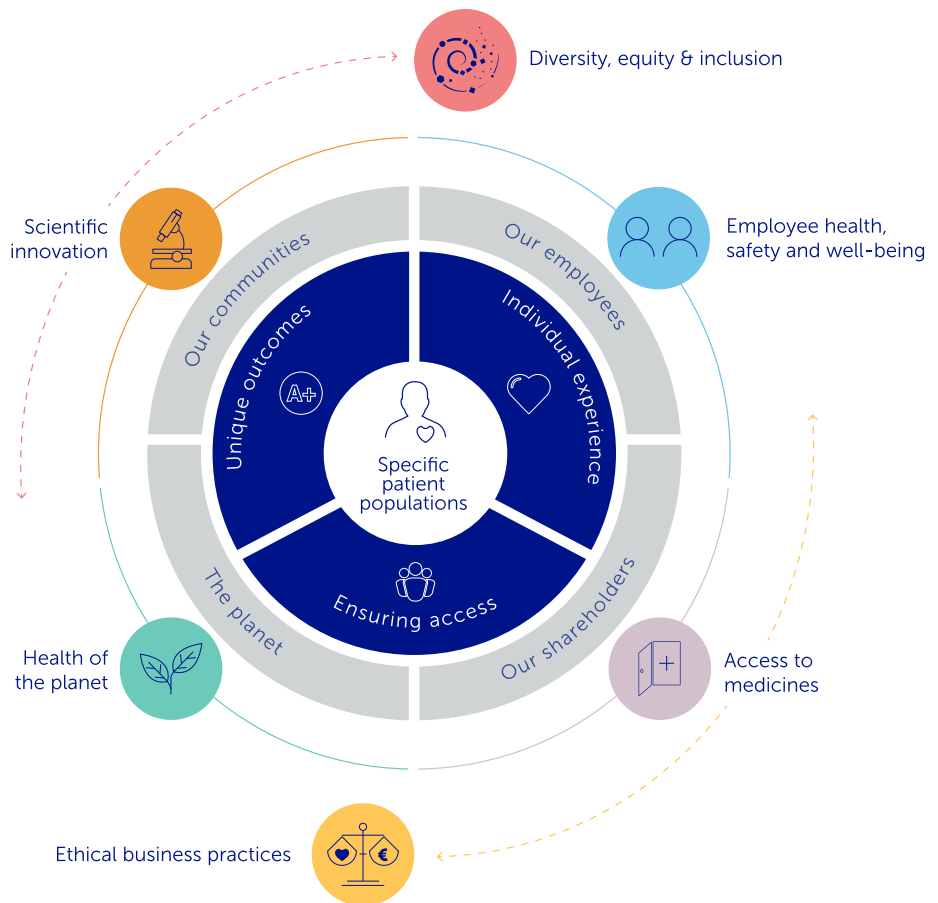 Diversity, equity & inclusion
Scientific
innovation
Employee health,
safety and well-being
Our communities
Our employees
Unique outcomes
Individual experience
A+
Specific
patient
populations
Ensuring access
The planet
Our shareholders
Health of
the planet
Access to
medicines
Ethical business practices
€